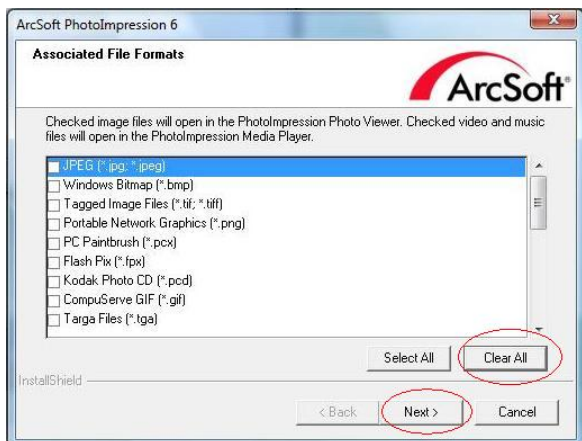 ArcSoft PhotoImpression 6
Associated File Formats
ArcSoft®
Checked image files will open in the PhotoImpression Photo Viewer. Checked video and music
files will open in the PhotoImpression Media Player.
JPEG (*.jpg; *.jpeg)
Windows Bitmap (*.bmp)
Tagged Image Files (*.tif; *.tiff)
Portable Network Graphics (*.png)
PC Paintbrush (*.pcx)
Flash Pix (*.fpx)
Kodak Photo CD (*.pcd)
CompuServe GIF (*.gif)
Targa Files (*.tga)
Select All
Clear All
InstallShield
< Back
Next >
Cancel